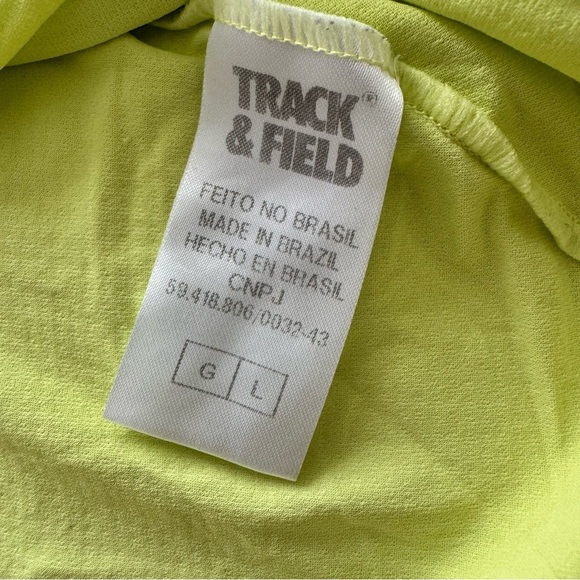 TRACK®
& FIELD
FEITO NO BRASIL
MADE IN BRAZIL
HECHO EN BRASIL
CNPJ
59.418.806/0032-43
G L